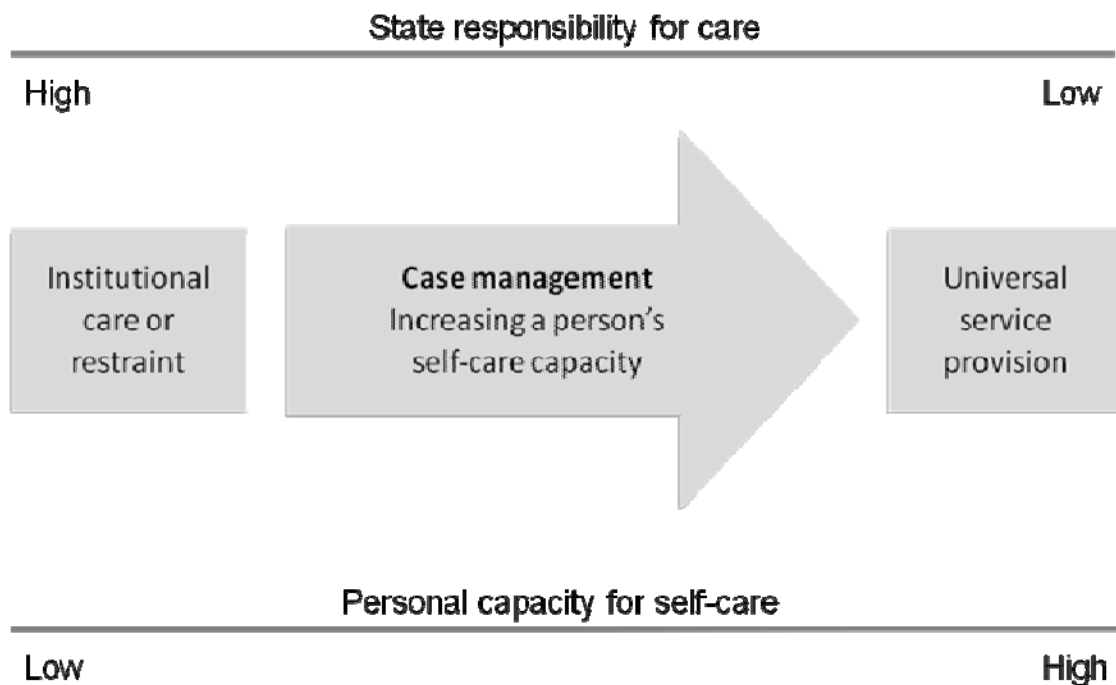 State responsibility for care
High
Low
Institutional
care or
restraint
Case management
Increasing a person's
self-care capacity
Universal
service
provision
Personal capacity for self-care
Low
High